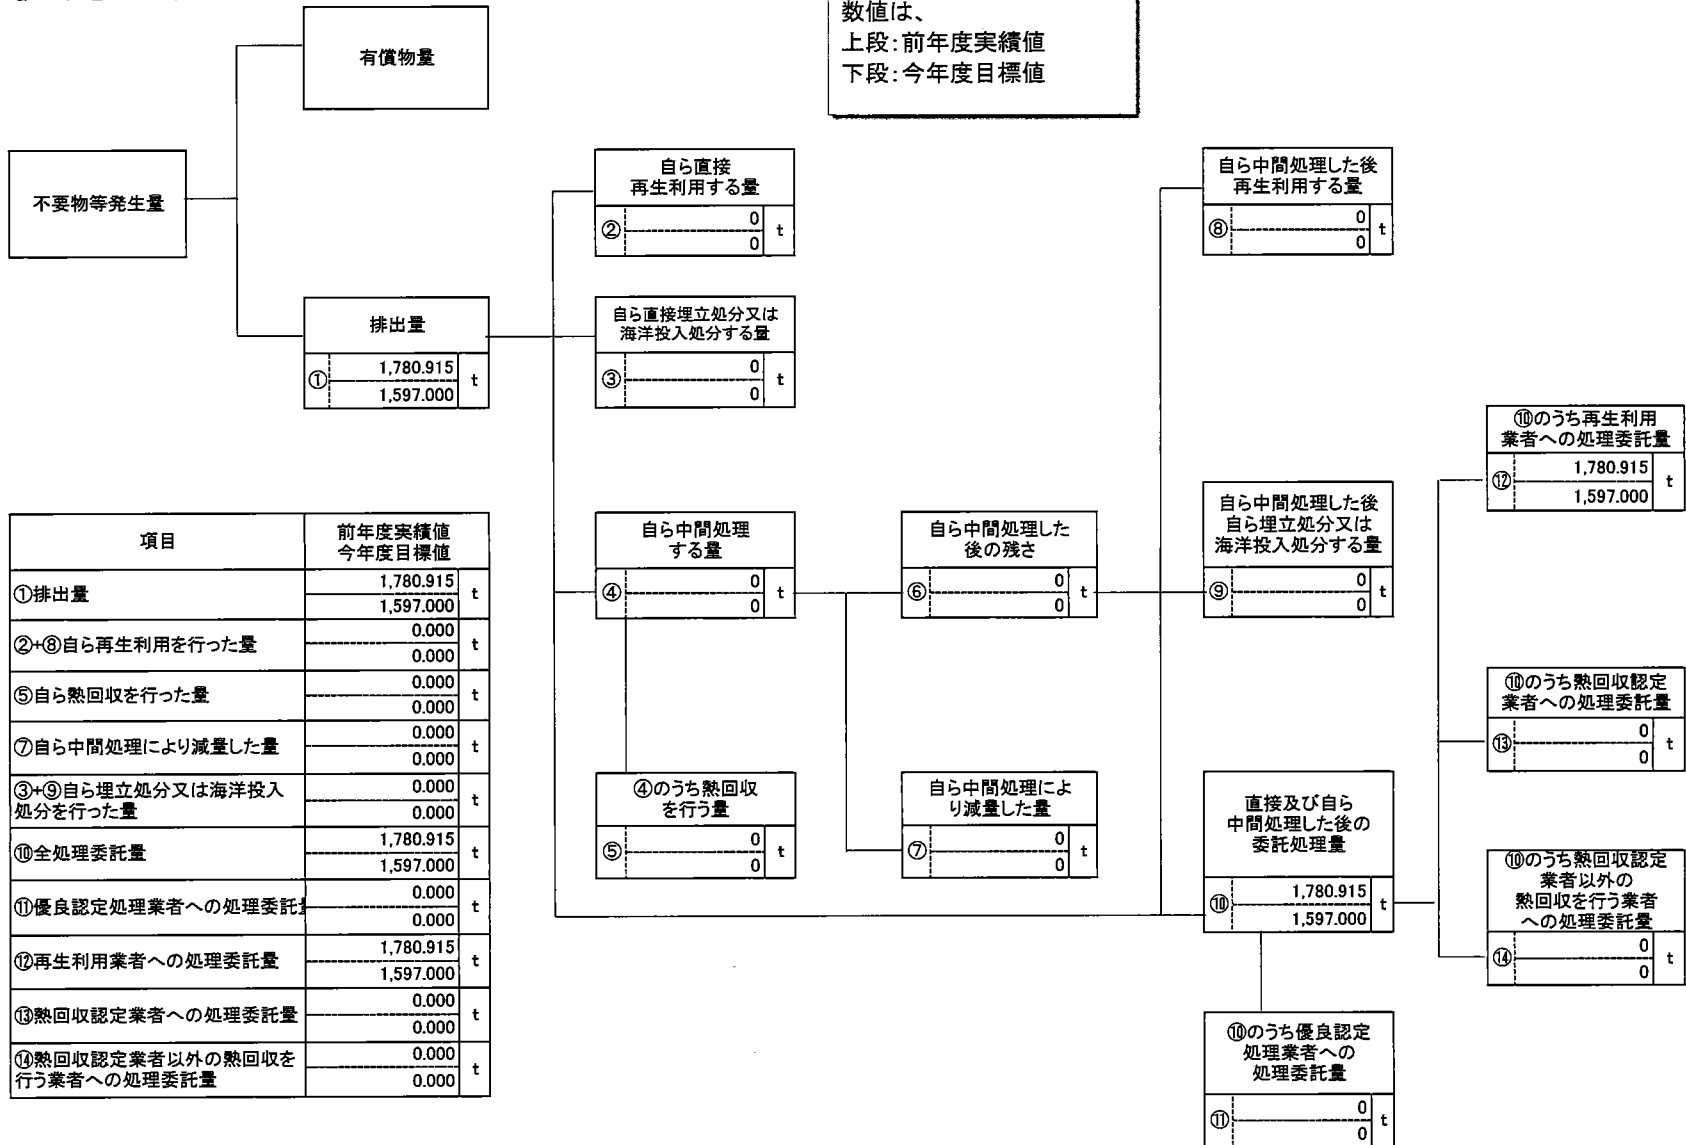 数値は、
上段:前年度実績値
下段:今年度目標値
有償物量
不要物等発生量
排出量
①
1,780.915
1,597.000
t
自ら直接
再生利用する量
②
0
0
t
自ら直接埋立処分又は
海洋投入処分する量
③
0
0
t
自ら中間処理
する量
④
0
0
t
④のうち熱回収
を行う量
⑤
0
0
t
自ら中間処理した
後の残さ
⑥
0
0
t
自ら中間処理によ
り減量した量
⑦
0
0
t
自ら中間処理した後
再生利用する量
⑧
0
0
t
自ら中間処理した後
自ら埋立処分又は
海洋投入処分する量
⑨
0
0
t
直接及び自ら
中間処理した後の
委託処理量
⑩
1,780.915
1,597.000
t
⑩のうち優良認定
処理業者への
処理委託量
⑪
0
0
t
⑩のうち再生利用
業者への処理委託量
⑫
1,780.915
1,597.000
t
⑩のうち熱回収認定
業者への処理委託量
⑬
0
0
t
⑩のうち熱回収認定
業者以外の
熱回収を行う業者
への処理委託量
⑭
0
0
t
項目
前年度実績値
今年度目標値
①排出量
1,780.915
1,597.000
t
②+⑧自ら再生利用を行った量
0.000
0.000
t
⑤自ら熱回収を行った量
0.000
0.000
t
⑦自ら中間処理により減量した量
0.000
0.000
t
③+⑨自ら埋立処分又は海洋投入
処分を行った量
0.000
0.000
t
⑩全処理委託量
1,780.915
1,597.000
t
⑪優良認定処理業者への処理委託
0.000
0.000
t
⑫再生利用業者への処理委託量
1,780.915
1,597.000
t
⑬熱回収認定業者への処理委託量
0.000
0.000
t
⑭熱回収認定業者以外の熱回収を
行う業者への処理委託量
0.000
0.000
t